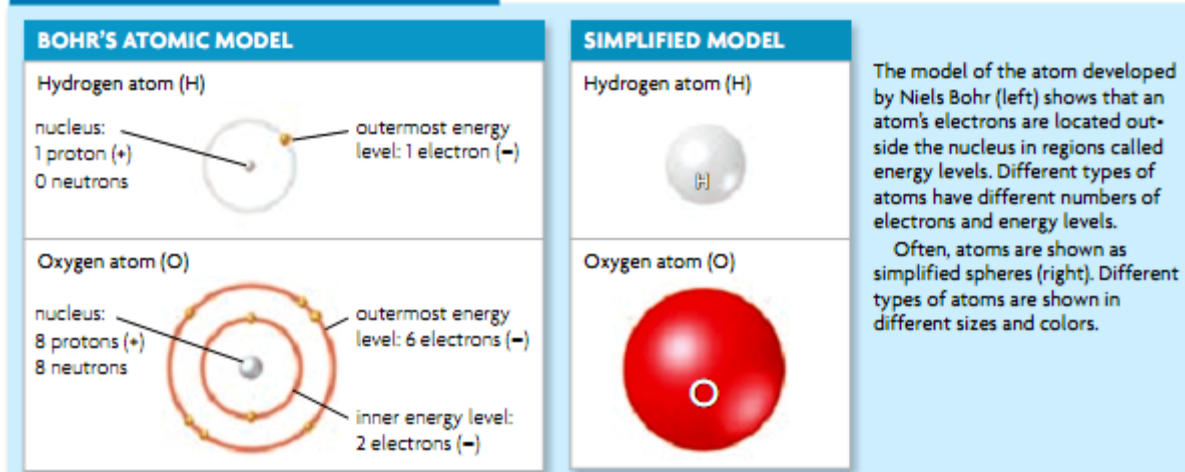 BOHR'S ATOMIC MODEL
Hydrogen atom (H)
nucleus:
1 proton (+)
0 neutrons
outermost energy
level: 1 electron (−)
Oxygen atom (O)
nucleus:
8 protons (+)
8 neutrons
outermost energy
level: 6 electrons (−)
inner energy level:
2 electrons (−)
SIMPLIFIED MODEL
Hydrogen atom (H)
H
Oxygen atom (O)
O
The model of the atom developed
by Niels Bohr (left) shows that an
atom's electrons are located out-
side the nucleus in regions called
energy levels. Different types of
atoms have different numbers of
electrons and energy levels.
Often, atoms are shown as
simplified spheres (right). Different
types of atoms are shown in
different sizes and colors.